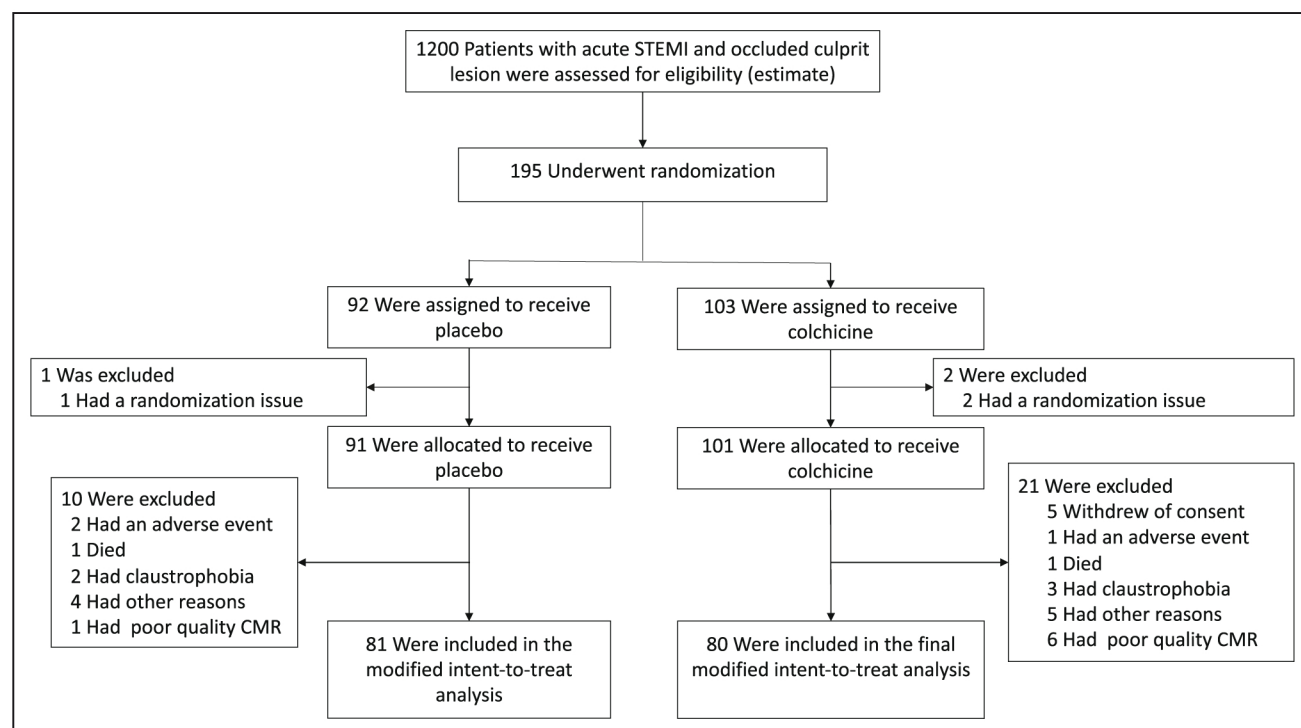 1200 Patients with acute STEMI and occluded culprit
lesion were assessed for eligibility (estimate)
195 Underwent randomization
92 Were assigned to receive
placebo
103 Were assigned to receive
colchicine
1 Was excluded
1 Had a randomization issue
2 Were excluded
2 Had a randomization issue
91 Were allocated to receive
placebo
101 Were allocated to receive
colchicine
10 Were excluded
2 Had an adverse event
1 Died
2 Had claustrophobia
4 Had other reasons
1 Had poor quality CMR
21 Were excluded
5 Withdrew of consent
1 Had an adverse event
1 Died
3 Had claustrophobia
5 Had other reasons
6 Had poor quality CMR
81 Were included in the
modified intent-to-treat
analysis
80 Were included in the final
modified intent-to-treat analysis